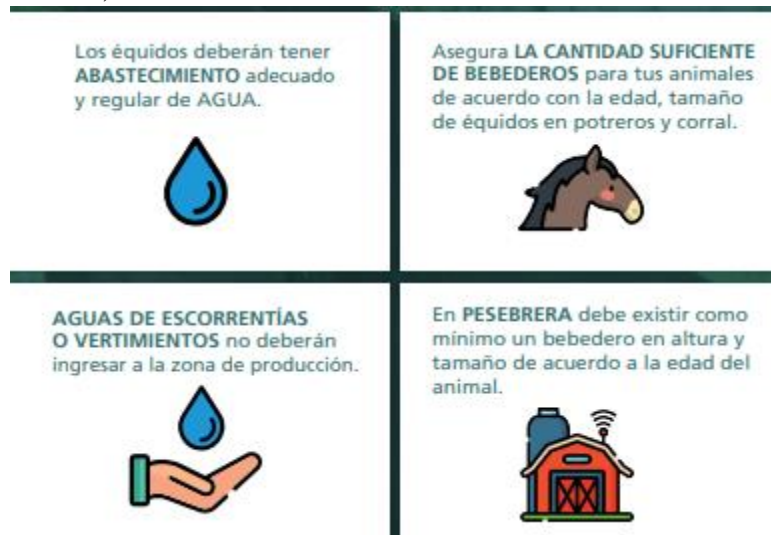 Los équidos deberán tener
ABASTECIMIENTO adecuado
y regular de AGUA.
Asegura LA CANTIDAD SUFICIENTE
DE BEBEDEROS para tus animales
de acuerdo con la edad, tamaño
de équidos en potreros y corral.
AGUAS DE ESCORRENTÍAS
O VERTIMIENTOS no deberán
ingresar a la zona de producción.
En PESEBRERA debe existir como
mínimo un bebedero en altura y
tamaño de acuerdo a la edad del
animal.